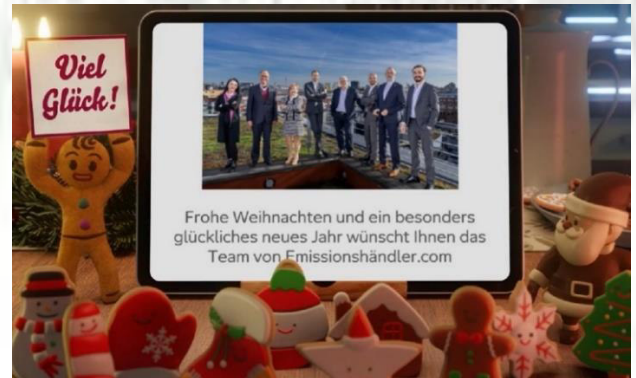 Viel
Glück!
Frohe Weihnachten und ein besonders
glückliches neues Jahr wünscht Ihnen das
Team von Emissionshändler.com